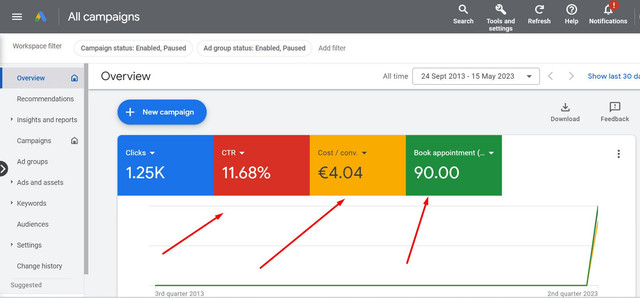 All campaigns
Search
Tools and settings
Refresh
Help
!
Notifications
Workspace filter
Campaign status: Enabled, Paused
Ad group status: Enabled, Paused
Add filter
Overview
Recommendations
Insights and reports
Campaigns
Ad groups
Ads and assets
Keywords
Audiences
Settings
Change history
Suggested
Overview
All time
24 Sept 2013 - 15 May 2023
Show last 30 da
+ New campaign
Download
Feedback
Clicks
1.25K
CTR
11.68%
Cost / conv.
€4.04
Book appointment (...
90.00
3rd quarter 2013
2nd quarter 2023